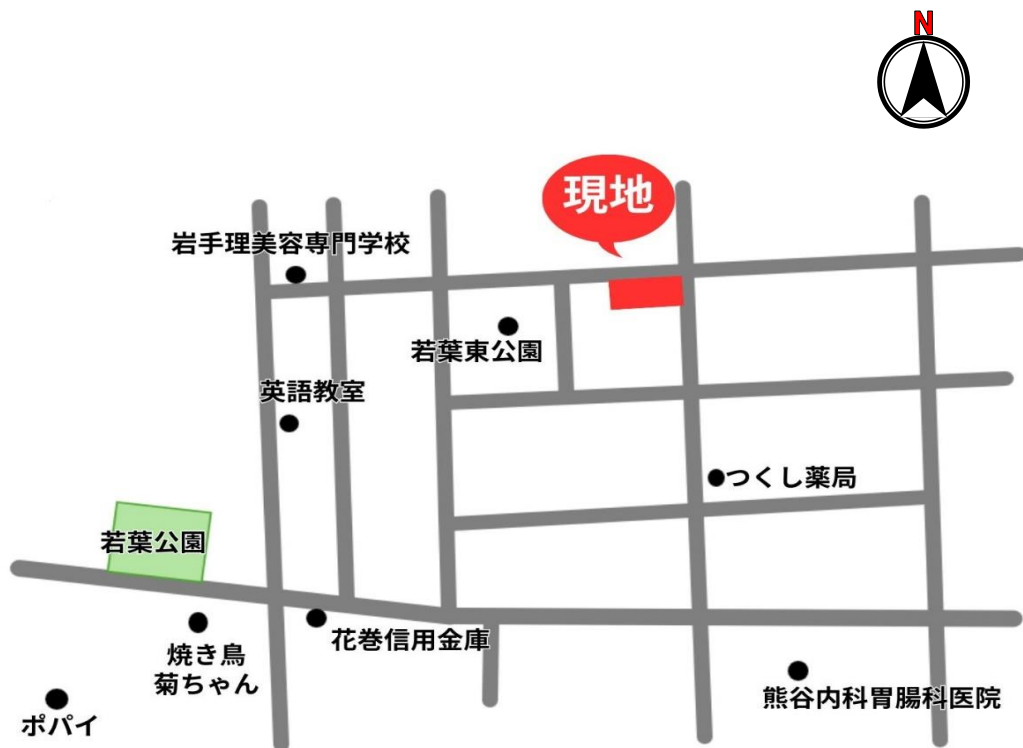 N
現地
岩手理美容専門学校
若葉東公園
英語教室
つくし薬局
若葉公園
花巻信用金庫
焼き鳥
菊ちゃん
熊谷内科胃腸科医院
ポパイ